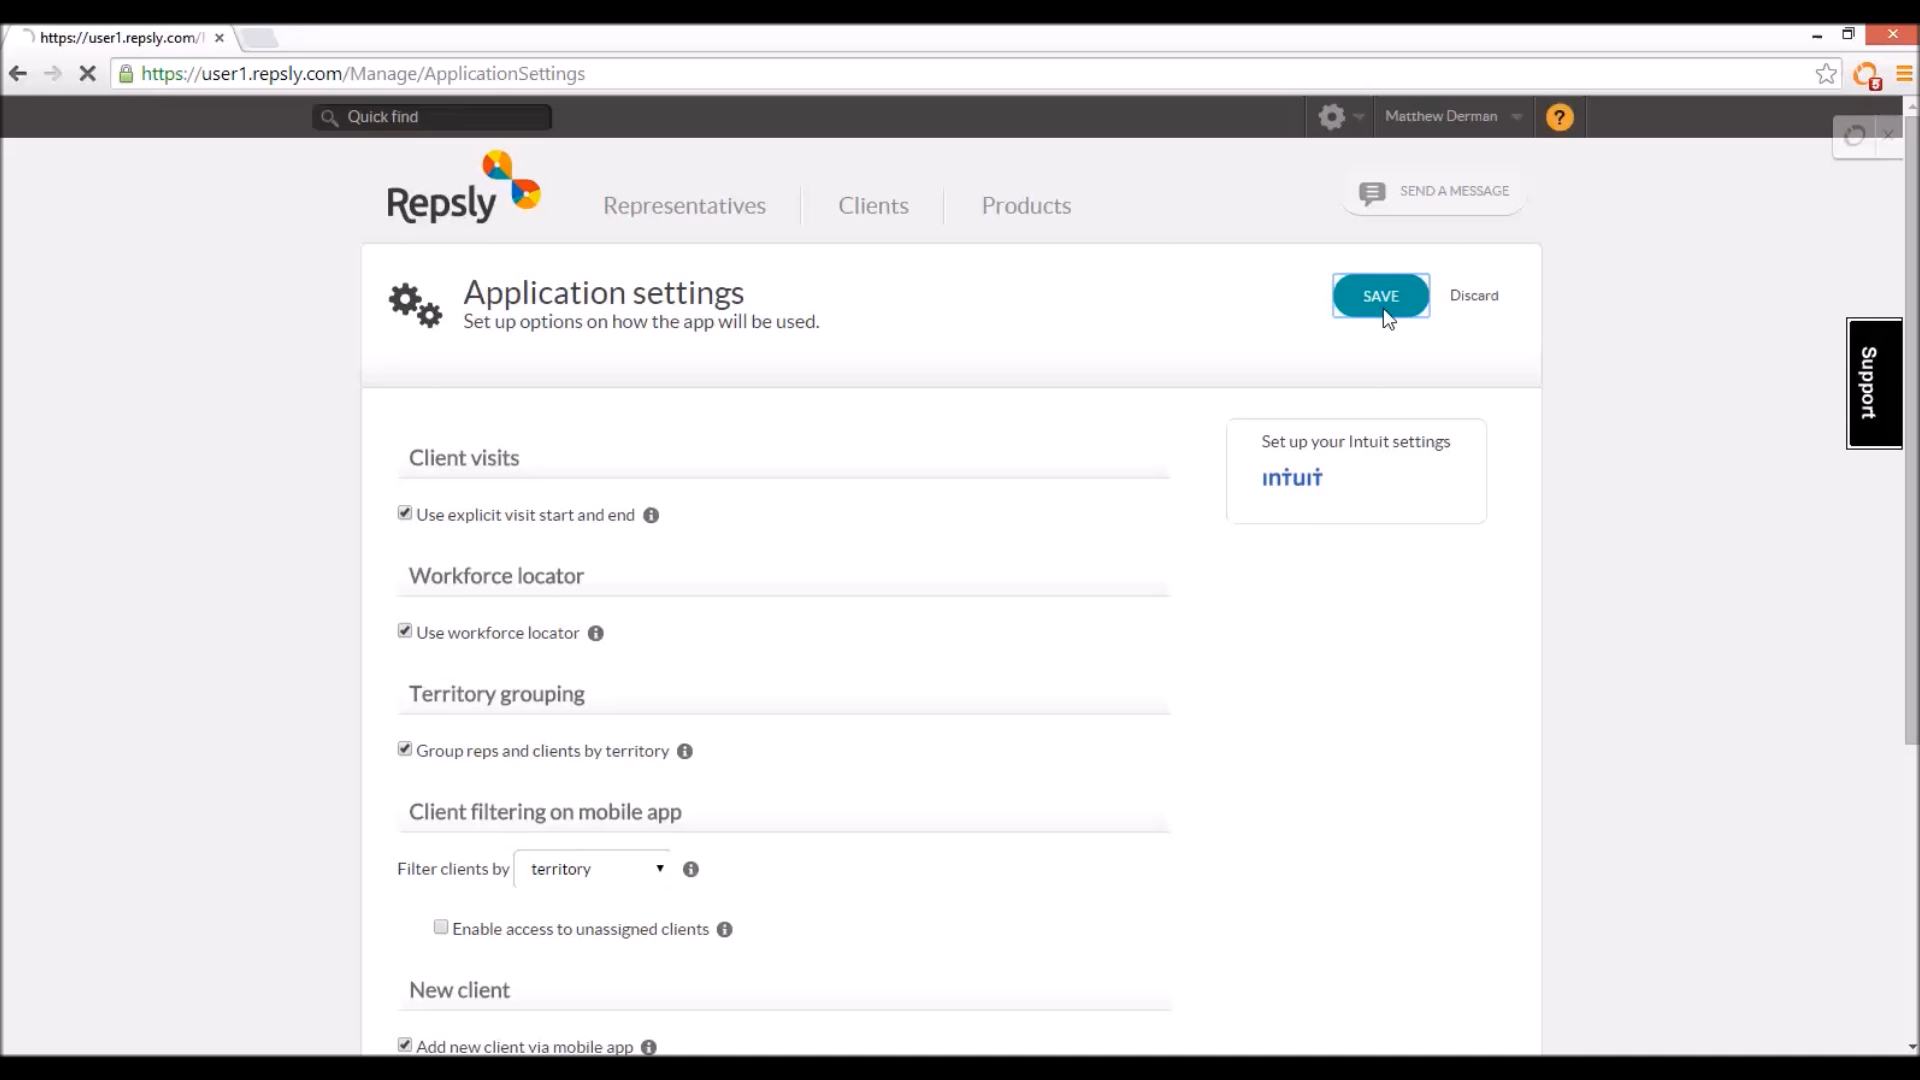 https://user1.repsly.com/
https://user1.repsly.com/Manage/ApplicationSettings
Quick find
Matthew Derman
?
5
Repsly
Representatives
Clients
Products
SEND A MESSAGE
Application settings
Set up options on how the app will be used.
SAVE
Discard
Support
Client visits
Set up your Intuit settings
intuit
Use explicit visit start and end
Workforce locator
Use workforce locator
Territory grouping
Group reps and clients by territory
Client filtering on mobile app
Filter clients by territory
Enable access to unassigned clients
New client
Add new client via mobile app